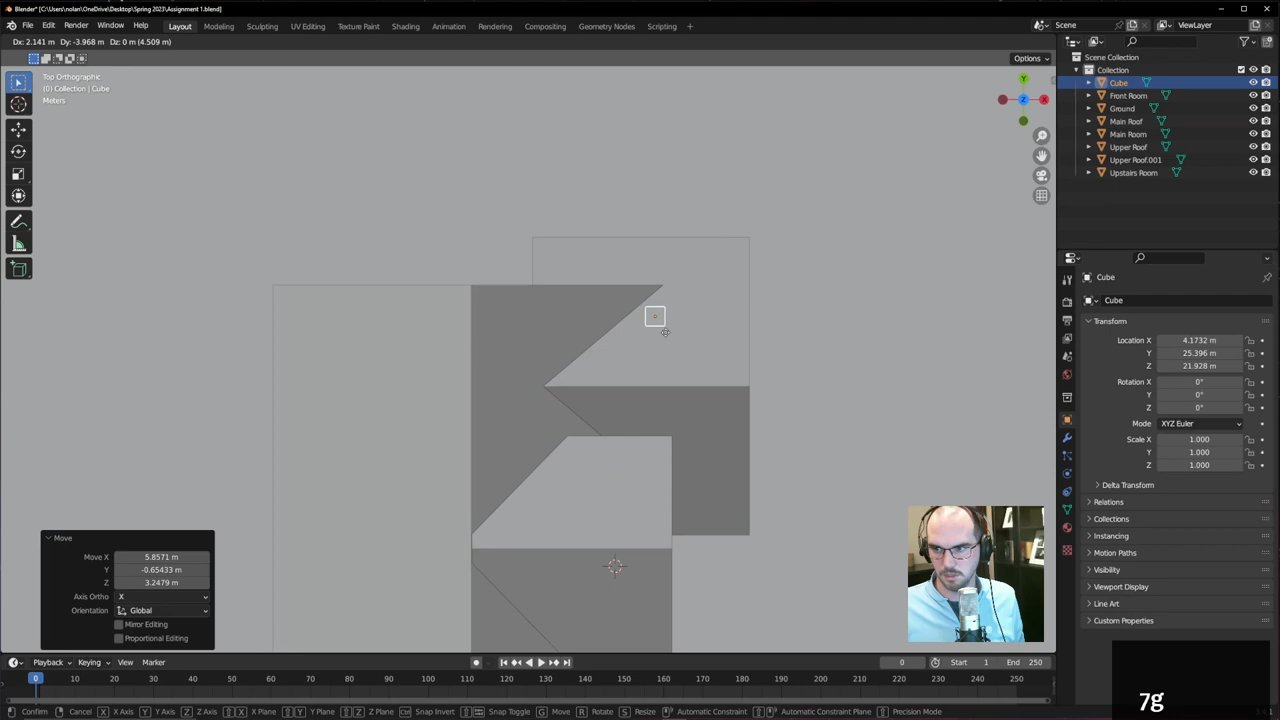 Blender* [C:\Users\nolan\OneDrive\Desktop\Spring 2023\Assignment 1.blend]
File Edit Render Window Help Layout Modeling Sculpting UV Editing Texture Paint Shading Animation Rendering Compositing Geometry Nodes Scripting + Scene ViewLayer
Dx: 2.141 m Dy: -3.968 m Dz: 0 m (4.509 m)
Options
Top Orthographic
(0) Collection | Cube
Meters
Y
Z
X
Scene Collection
Collection
Cube
Front Room
Ground
Main Roof
Main Room
Upper Roof
Upper Roof.001
Upstairs Room
Cube
Cube
Transform
Location X 4.1732 m
Y 25.396 m
Z 21.928 m
Rotation X 0°
Y 0°
Z 0°
Mode XYZ Euler
Scale X 1.000
Y 1.000
Z 1.000
Delta Transform
Relations
Collections
Instancing
Motion Paths
Visibility
Viewport Display
Line Art
Custom Properties
Move
Move X 5.8571 m
Y -0.65433 m
Z 3.2479 m
Axis Ortho X
Orientation Global
Mirror Editing
Proportional Editing
Playback Keying View Marker 0 Start 1 End 250
0 10 20 30 40 50 60 70 80 90 100 110 120 130 140 150 160 170 180 190 200 210 220 230 240 250
Confirm Cancel X X Axis Y Y Axis Z Z Axis X X Plane Y Y Plane Z Z Plane Ctrl Snap Invert Snap Toggle G Move R Rotate S Resize Automatic Constraint Automatic Constraint Plane Precision Mode
7g